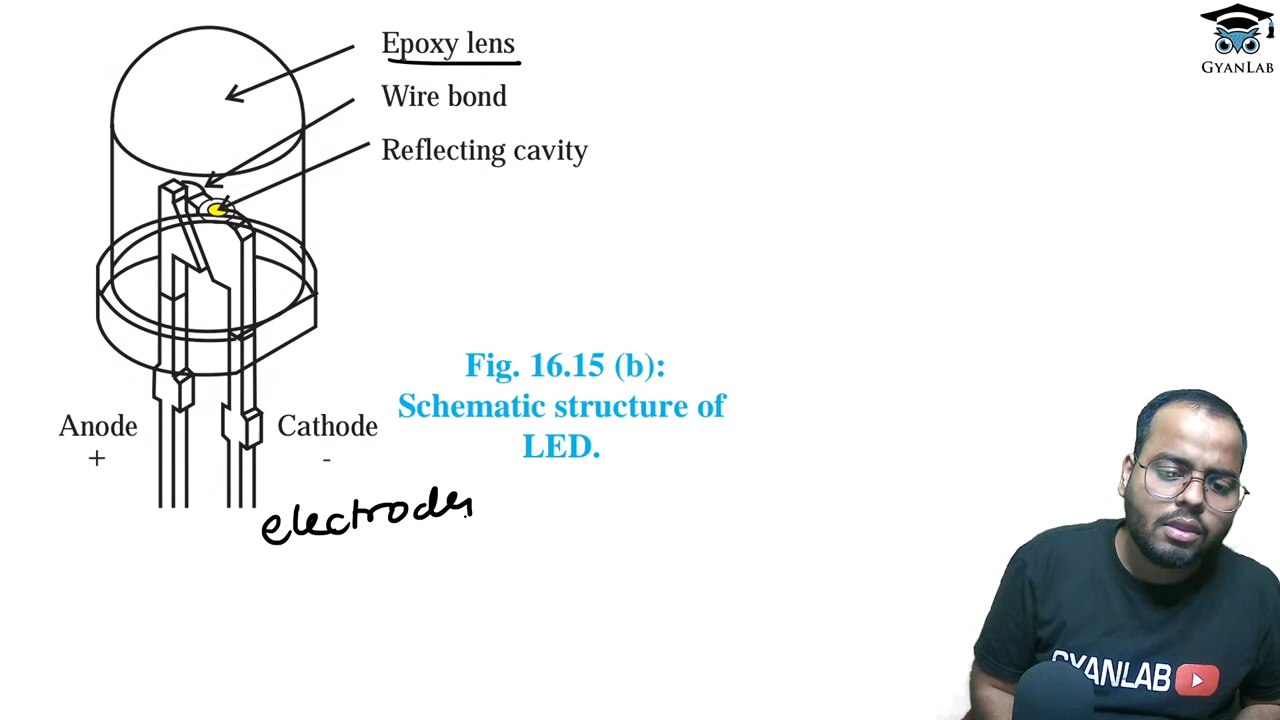 Epoxy lens
Wire bond
Reflecting cavity
Fig. 16.15 (b):
Schematic structure of
LED.
Anode
+
Cathode
-
electrodes
GYANLAB
GYANLAB